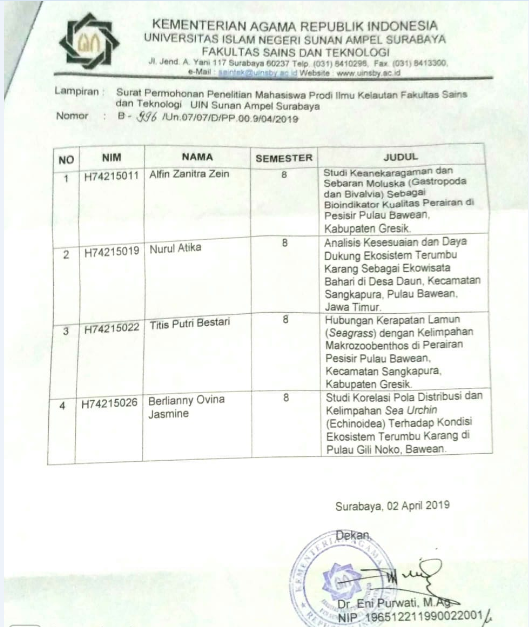 KEMENTERIAN AGAMA REPUBLIK INDONESIA
UNIVERSITAS ISLAM NEGERI SUNAN AMPEL SURABAYA
FAKULTAS SAINS DAN TEKNOLOGI
Jl. Jend. A. Yani 117 Surabaya 60237 Telp. (031) 8410298, Fax. (031) 8413300,
e-Mail : saintek@uinsby.ac.id Website : www.uinsby.ac.id
Lampiran : Surat Permohonan Penelitian Mahasiswa Prodi Ilmu Kelautan Fakultas Sains
dan Teknologi UIN Sunan Ampel Surabaya
Nomor : B - 996 /Un.07/07/D/PP.00.9/04/2019
NO NIM NAMA SEMESTER JUDUL
1 H74215011 Alfin Zanitra Zein 8 Studi Keanekaragaman dan
Sebaran Moluska (Gastropoda
dan Bivalvia) Sebagai
Bioindikator Kualitas Perairan di
Pesisir Pulau Bawean,
Kabupaten Gresik.
2 H74215019 Nurul Atika 8 Analisis Kesesuaian dan Daya
Dukung Ekosistem Terumbu
Karang Sebagai Ekowisata
Bahari di Desa Daun, Kecamatan
Sangkapura, Pulau Bawean,
Jawa Timur.
3 H74215022 Titis Putri Bestari 8 Hubungan Kerapatan Lamun
(Seagrass) dengan Kelimpahan
Makrozoobenthos di Perairan
Pesisir Pulau Bawean,
Kecamatan Sangkapura,
Kabupaten Gresik.
4 H74215026 Berlianny Ovina 8 Studi Korelasi Pola Distribusi dan
Jasmine Kelimpahan Sea Urchin
(Echinoidea) Terhadap Kondisi
Ekosistem Terumbu Karang di
Pulau Gili Noko, Bawean.
Surabaya, 02 April 2019
Dekan,
KEMENTERIAN AGAMA
Dr. Eni Purwati, M.Ag
NIP 196512211990022001